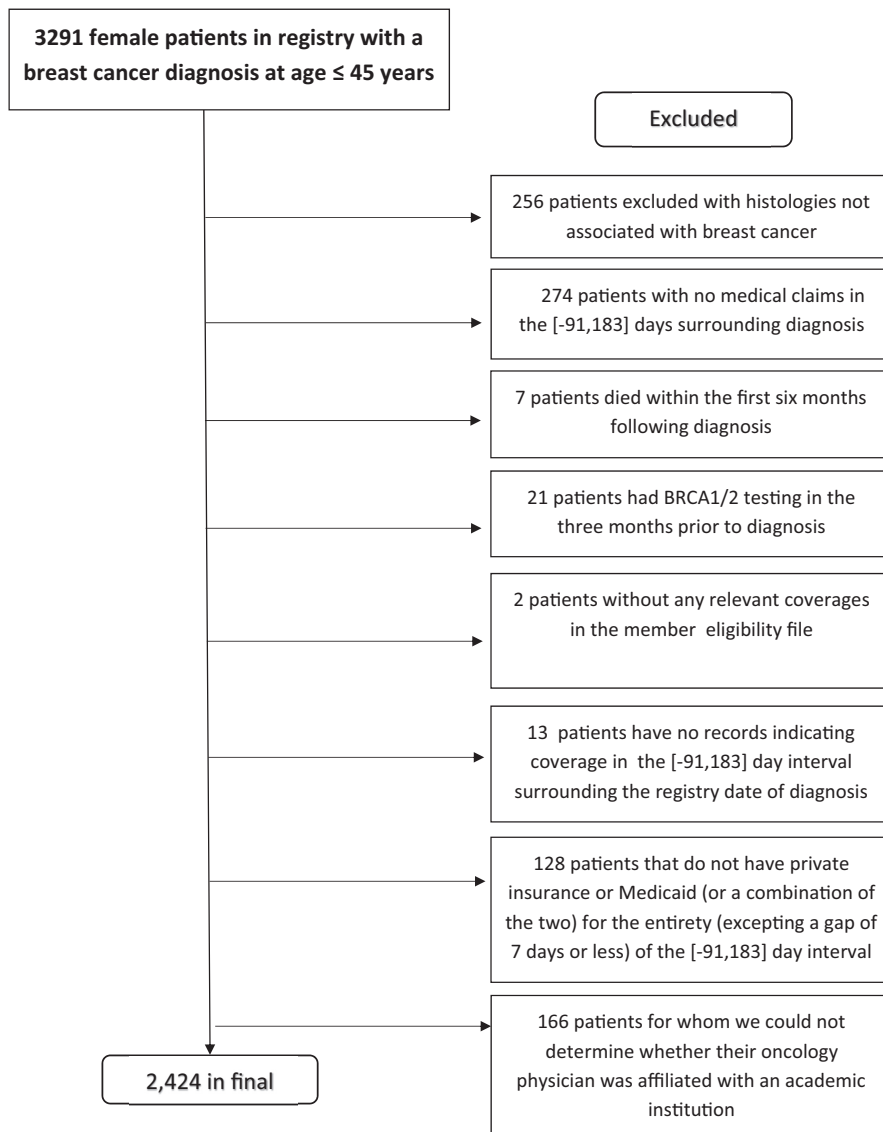 3291 female patients in registry with a
breast cancer diagnosis at age ≤ 45 years
Excluded
256 patients excluded with histologies not
associated with breast cancer
274 patients with no medical claims in
the [-91,183] days surrounding diagnosis
7 patients died within the first six months
following diagnosis
21 patients had BRCA1/2 testing in the
three months prior to diagnosis
2 patients without any relevant coverages
in the member eligibility file
13 patients have no records indicating
coverage in the [-91,183] day interval
surrounding the registry date of diagnosis
128 patients that do not have private
insurance or Medicaid (or a combination of
the two) for the entirety (excepting a gap of
7 days or less) of the [-91,183] day interval
166 patients for whom we could not
determine whether their oncology
physician was affiliated with an academic
institution
2,424 in final